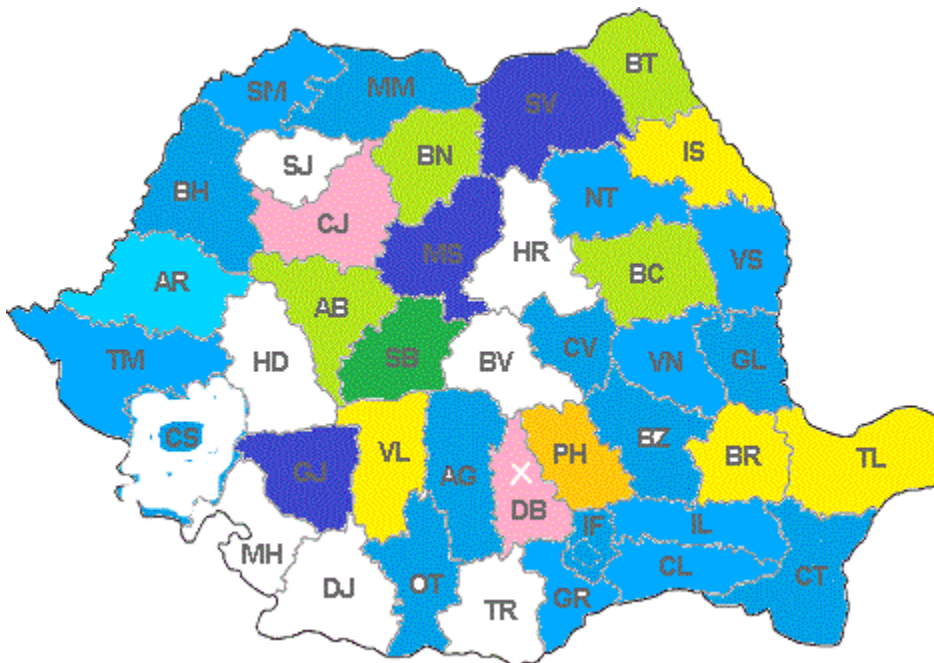 BT
SM
MM
SV
SJ
BN
IS
BH
CJ
NT
HR
MS
VS
BC
AR
AB
TM
HD
SB
BV
CV
VN
GL
CS
VL
BZ
GJ
AG
PH
BR
TL
DB
IF
IL
MH
DJ
OT
TR
GR
CL
CT